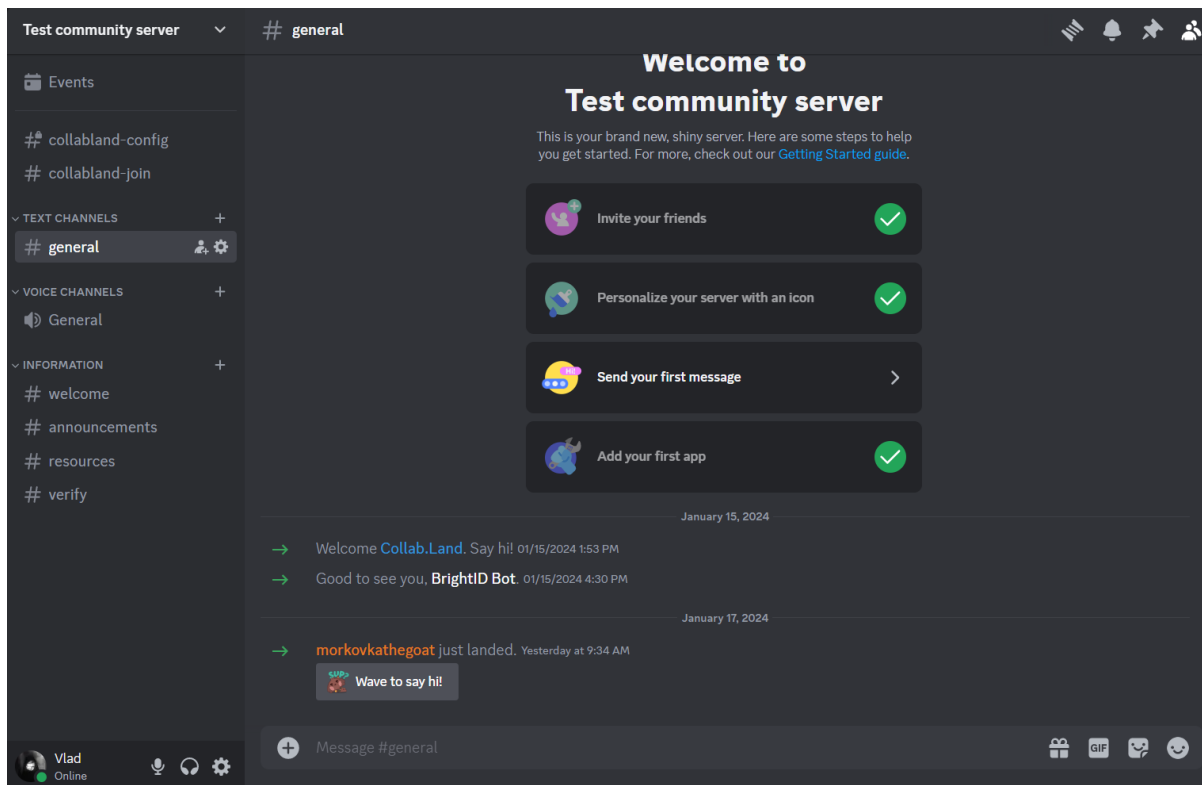 Test community server
Events
collabland-config
collabland-join
TEXT CHANNELS
general
VOICE CHANNELS
General
INFORMATION
welcome
announcements
resources
verify
Vlad
Online
general
Welcome to
Test community server
This is your brand new, shiny server. Here are some steps to help
you get started. For more, check out our Getting Started guide.
Invite your friends
Personalize your server with an icon
HI!
Send your first message
Add your first app
January 15, 2024
Welcome Collab.Land. Say hi! 01/15/2024 1:53 PM
Good to see you, BrightID Bot. 01/15/2024 4:30 PM
January 17, 2024
morkovkathegoat just landed. Yesterday at 9:34 AM
SUP?
Wave to say hi!
Message #general
GIF